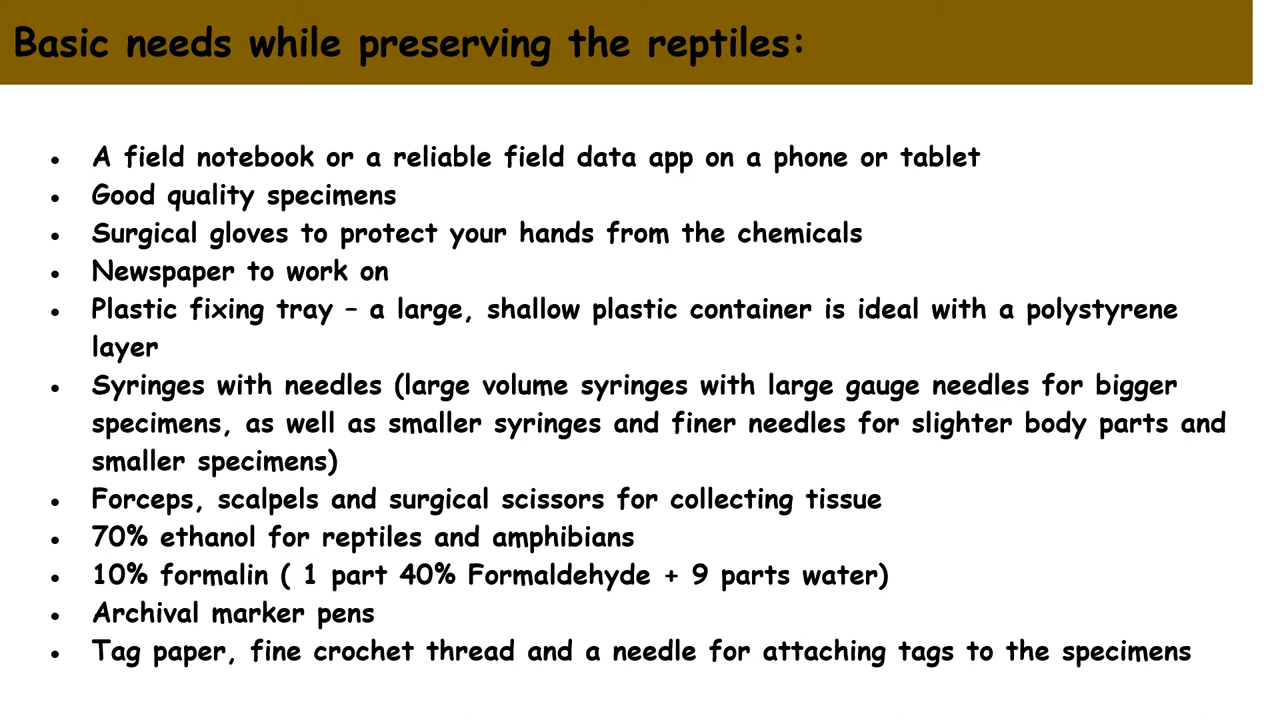 Basic needs while preserving the reptiles:
• A field notebook or a reliable field data app on a phone or tablet
• Good quality specimens
• Surgical gloves to protect your hands from the chemicals
• Newspaper to work on
• Plastic fixing tray – a large, shallow plastic container is ideal with a polystyrene
layer
• Syringes with needles (large volume syringes with large gauge needles for bigger
specimens, as well as smaller syringes and finer needles for slighter body parts and
smaller specimens)
• Forceps, scalpels and surgical scissors for collecting tissue
• 70% ethanol for reptiles and amphibians
• 10% formalin ( 1 part 40% Formaldehyde + 9 parts water)
• Archival marker pens
• Tag paper, fine crochet thread and a needle for attaching tags to the specimens